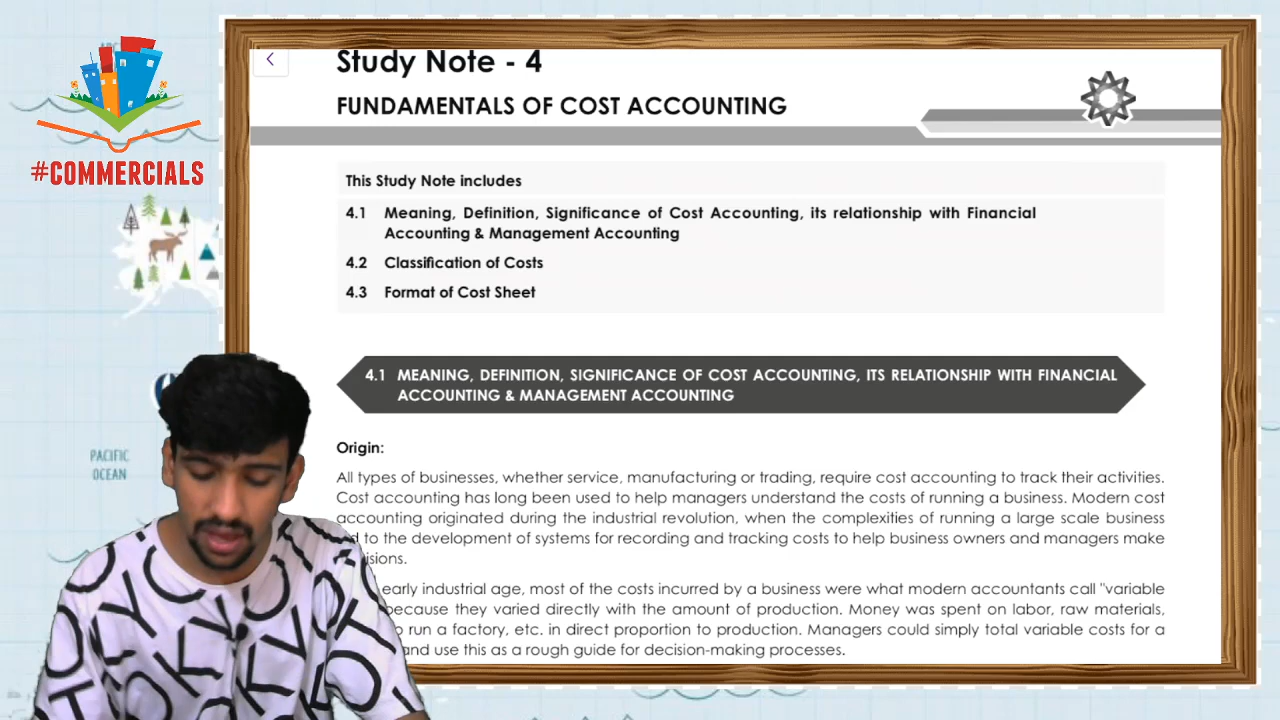 #COMMERCIALS
PACIFIC
OCEAN
Study Note - 4
FUNDAMENTALS OF COST ACCOUNTING
This Study Note includes
4.1 Meaning, Definition, Significance of Cost Accounting, its relationship with Financial
Accounting & Management Accounting
4.2 Classification of Costs
4.3 Format of Cost Sheet
4.1 MEANING, DEFINITION, SIGNIFICANCE OF COST ACCOUNTING, ITS RELATIONSHIP WITH FINANCIAL
ACCOUNTING & MANAGEMENT ACCOUNTING
Origin:
All types of businesses, whether service, manufacturing or trading, require cost accounting to track their activities.
Cost accounting has long been used to help managers understand the costs of running a business. Modern cost
accounting originated during the industrial revolution, when the complexities of running a large scale business
to the development of systems for recording and tracking costs to help business owners and managers make
early industrial age, most of the costs incurred by a business were what modern accountants call "variable
because they varied directly with the amount of production. Money was spent on labor, raw materials,
run a factory, etc. in direct proportion to production. Managers could simply total variable costs for a
and use this as a rough guide for decision-making processes.